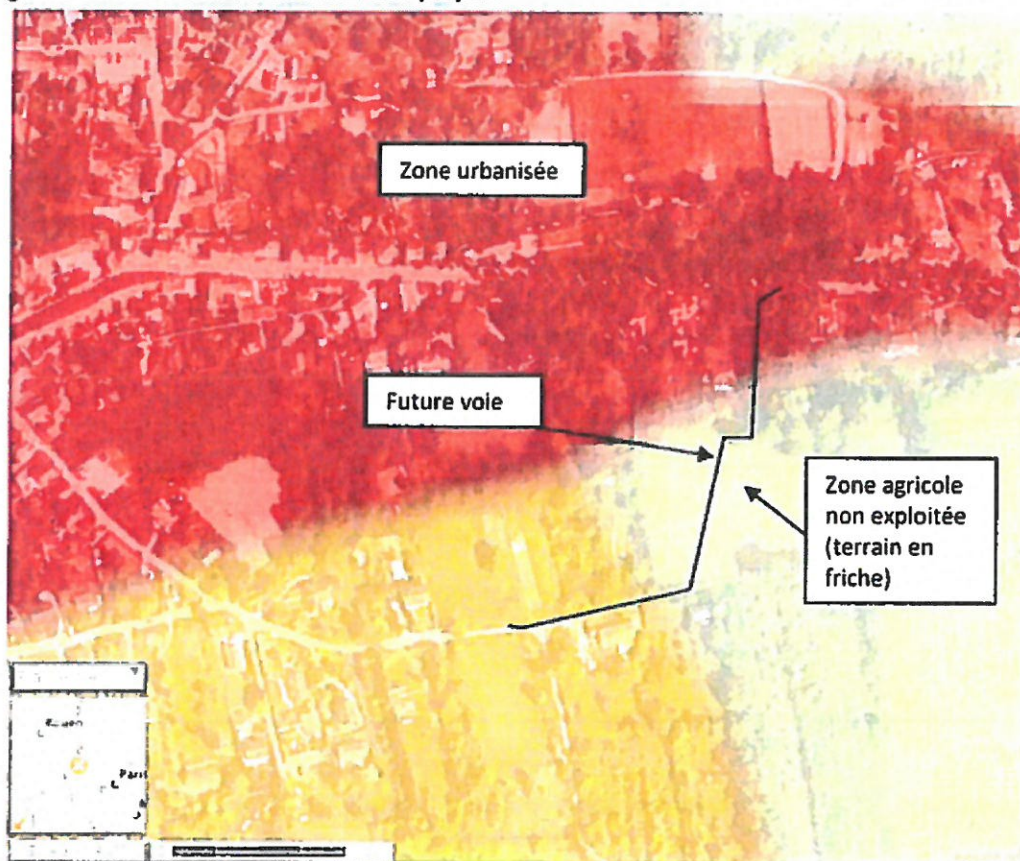 Zone urbanisée
Future voie
Zone agricole
non exploitée
(terrain en
friche)
Rouen
Paris